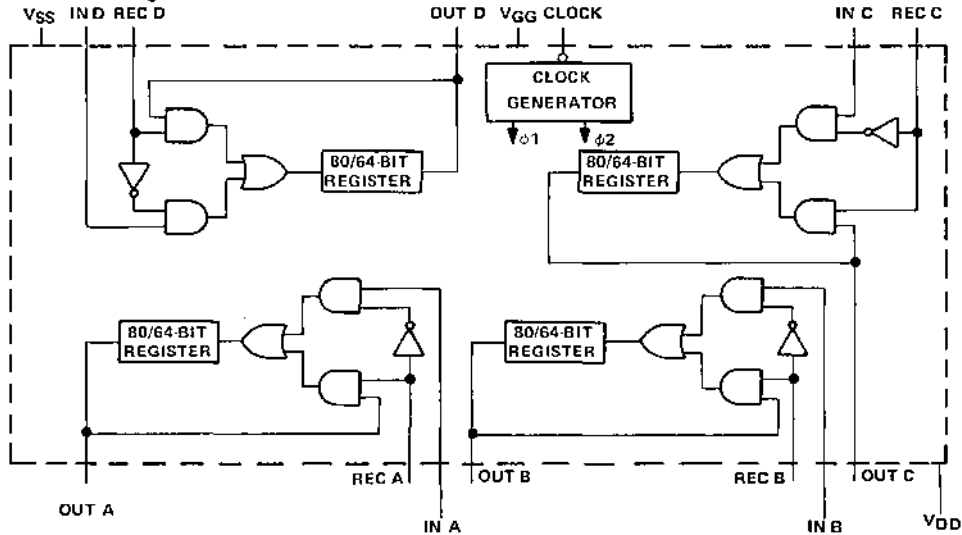 VSS IN D REC D OUT D VGG CLOCK IN C REC C
CLOCK
GENERATOR
ϕ1 ϕ2
80/64-BIT
REGISTER
80/64-BIT
REGISTER
80/64-BIT
REGISTER
80/64-BIT
REGISTER
OUT A REC A IN A OUT B REC B IN B OUT C VDD